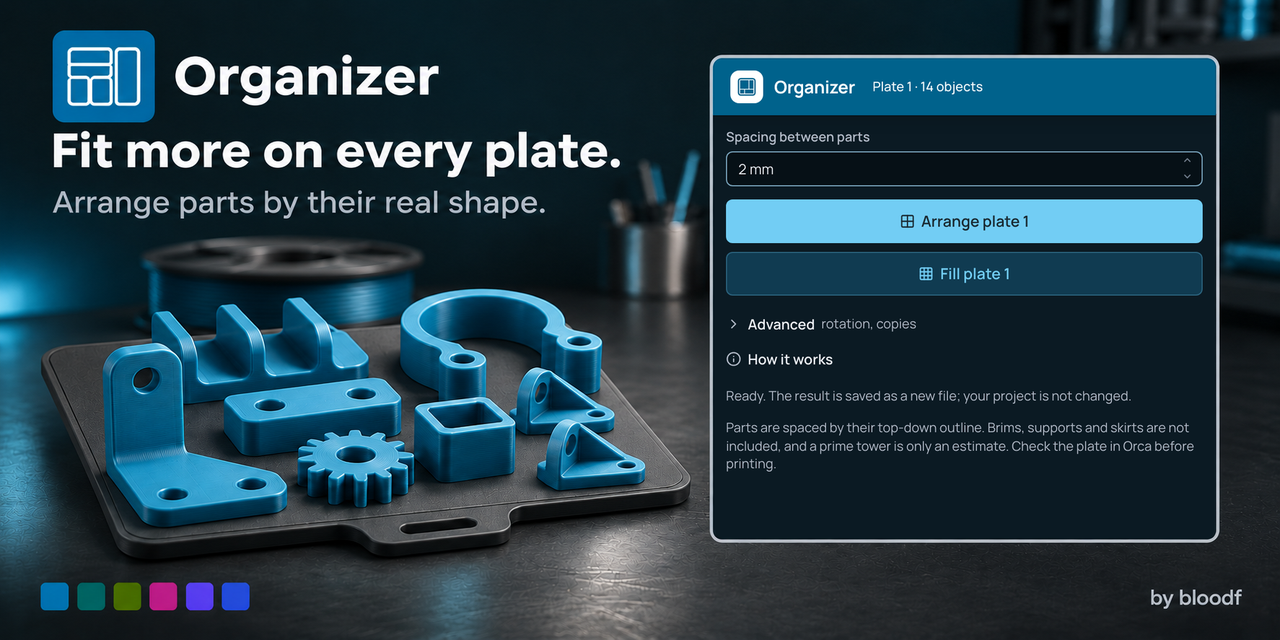 Organizer
Fit more on every plate.
Arrange parts by their real shape.
Organizer Plate 1 · 14 objects
Spacing between parts
2 mm
Arrange plate 1
Fill plate 1
Advanced rotation, copies
How it works
Ready. The result is saved as a new file; your project is not changed.
Parts are spaced by their top-down outline. Brims, supports and skirts are not
included, and a prime tower is only an estimate. Check the plate in Orca before
printing.
by bloodf